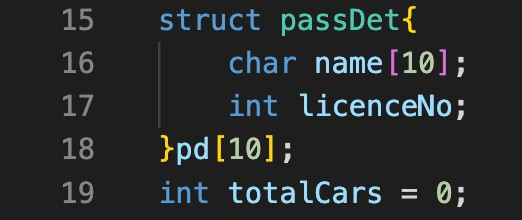 15 struct passDet{
16 char name[10];
17 int licenceNo;
18 }pd[10];
19 int totalCars = 0;